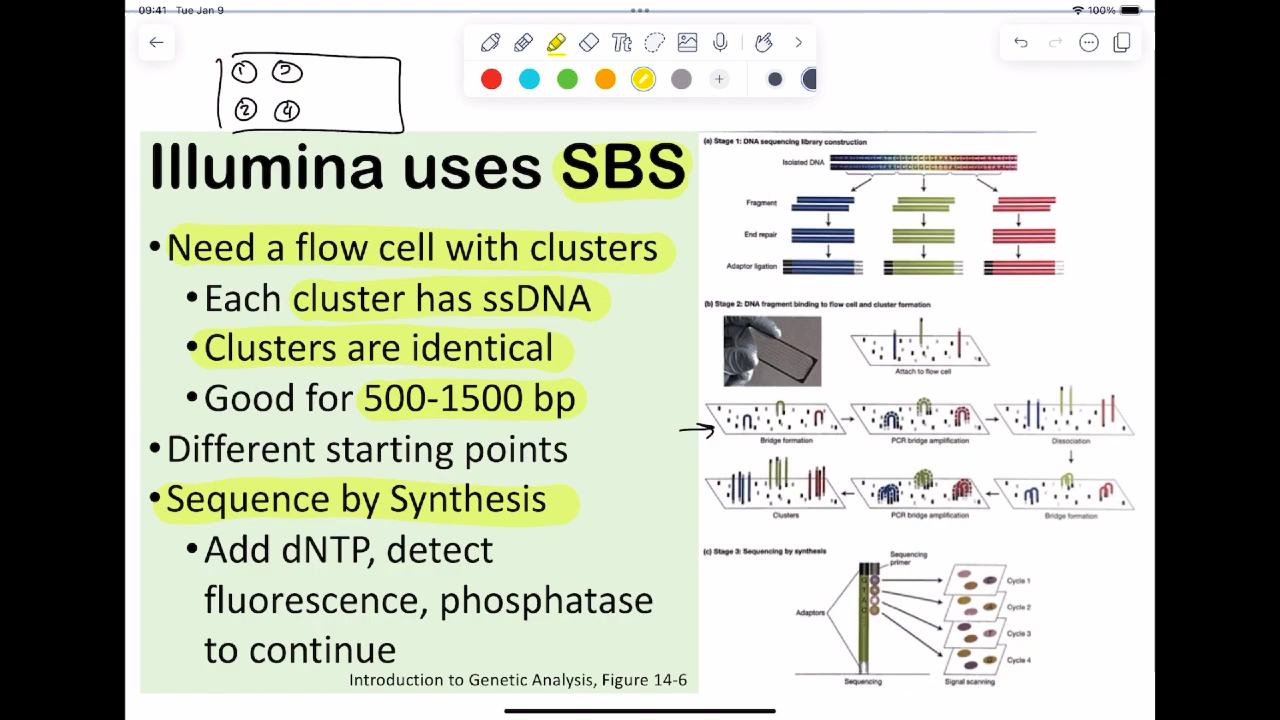 09:41 Tue Jan 9
100%
Tt
1
2
4
Illumina uses SBS
•Need a flow cell with clusters
•Each cluster has ssDNA
•Clusters are identical
•Good for 500-1500 bp
•Different starting points
•Sequence by Synthesis
•Add dNTP, detect
fluorescence, phosphatase
to continue
Introduction to Genetic Analysis, Figure 14-6
(a) Stage 1: DNA sequencing library construction
Isolated DNA
Fragment
End repair
Adaptor ligation
(b) Stage 2: DNA fragment binding to flow cell and cluster formation
Attach to flow cell
Bridge formation
PCR bridge amplification
Dissociation
Clusters
PCR bridge amplification
Bridge formation
(c) Stage 3: Sequencing by synthesis
Sequencing
primer
Adaptors
Cycle 1
Cycle 2
Cycle 3
Cycle 4
Sequencing
Signal scanning